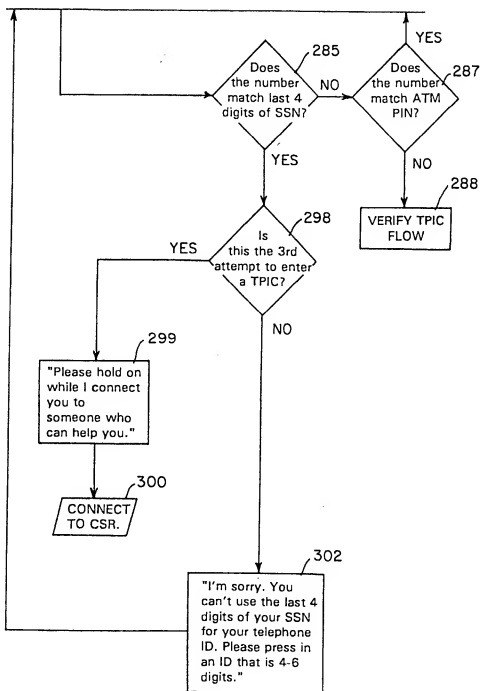 YES
285
Does
the number
match last 4
digits of SSN?
NO
287
Does
the number
match ATM
PIN?
YES
NO
288
VERIFY TPIC
FLOW
298
Is
this the 3rd
attempt to enter
a TPIC?
YES
NO
299
"Please hold on
while I connect
you to
someone who
can help you."
300
CONNECT
TO CSR.
302
"I'm sorry. You
can't use the last 4
digits of your SSN
for your telephone
ID. Please press in
an ID that is 4-6
digits."